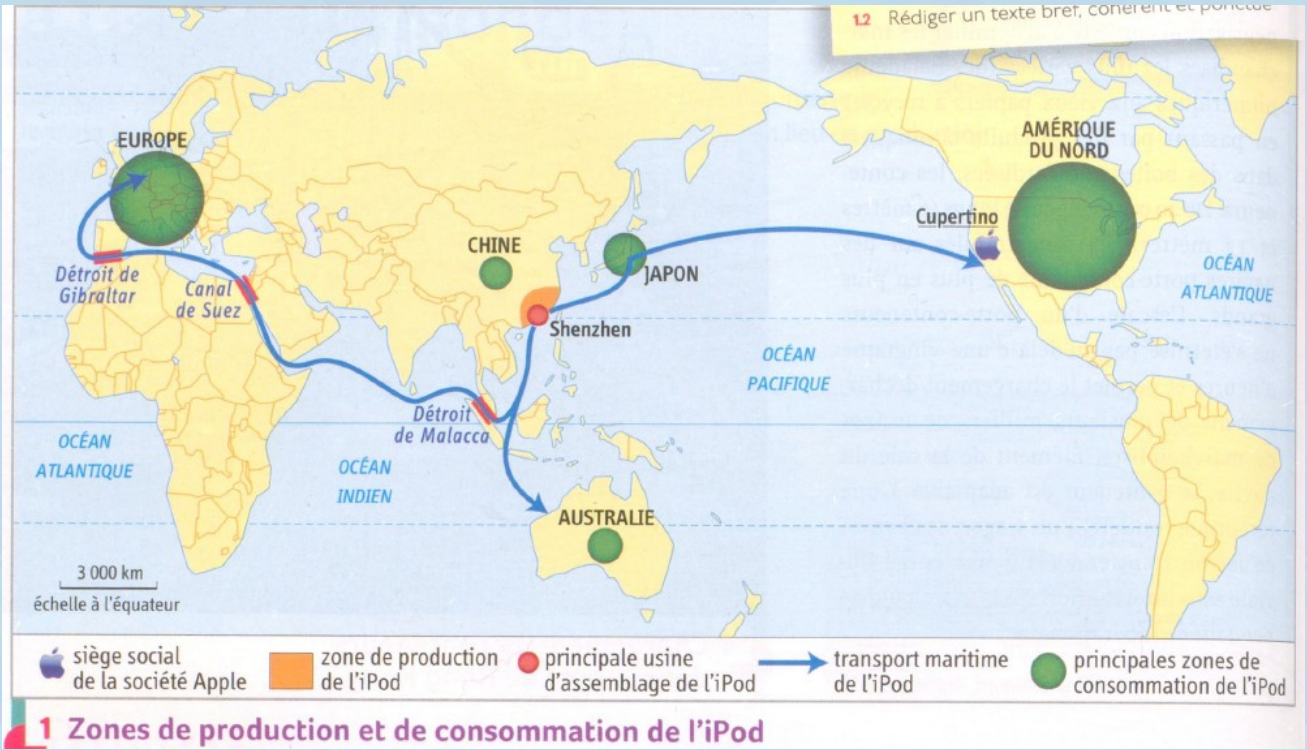 1.2 Rédiger un texte bref, cohérent et ponctué
EUROPE
AMÉRIQUE
DU NORD
Cupertino
CHINE
JAPON
Détroit de
Gibraltar
Canal
de Suez
OCÉAN
ATLANTIQUE
Shenzhen
OCÉAN
PACIFIQUE
Détroit
de Malacca
OCÉAN
ATLANTIQUE
OCÉAN
INDIEN
AUSTRALIE
3 000 km
échelle à l'équateur
siège social
de la société Apple
zone de production
de l'iPod
principale usine
d'assemblage de l'iPod
transport maritime
de l'iPod
principales zones de
consommation de l'iPod
1 Zones de production et de consommation de l'iPod